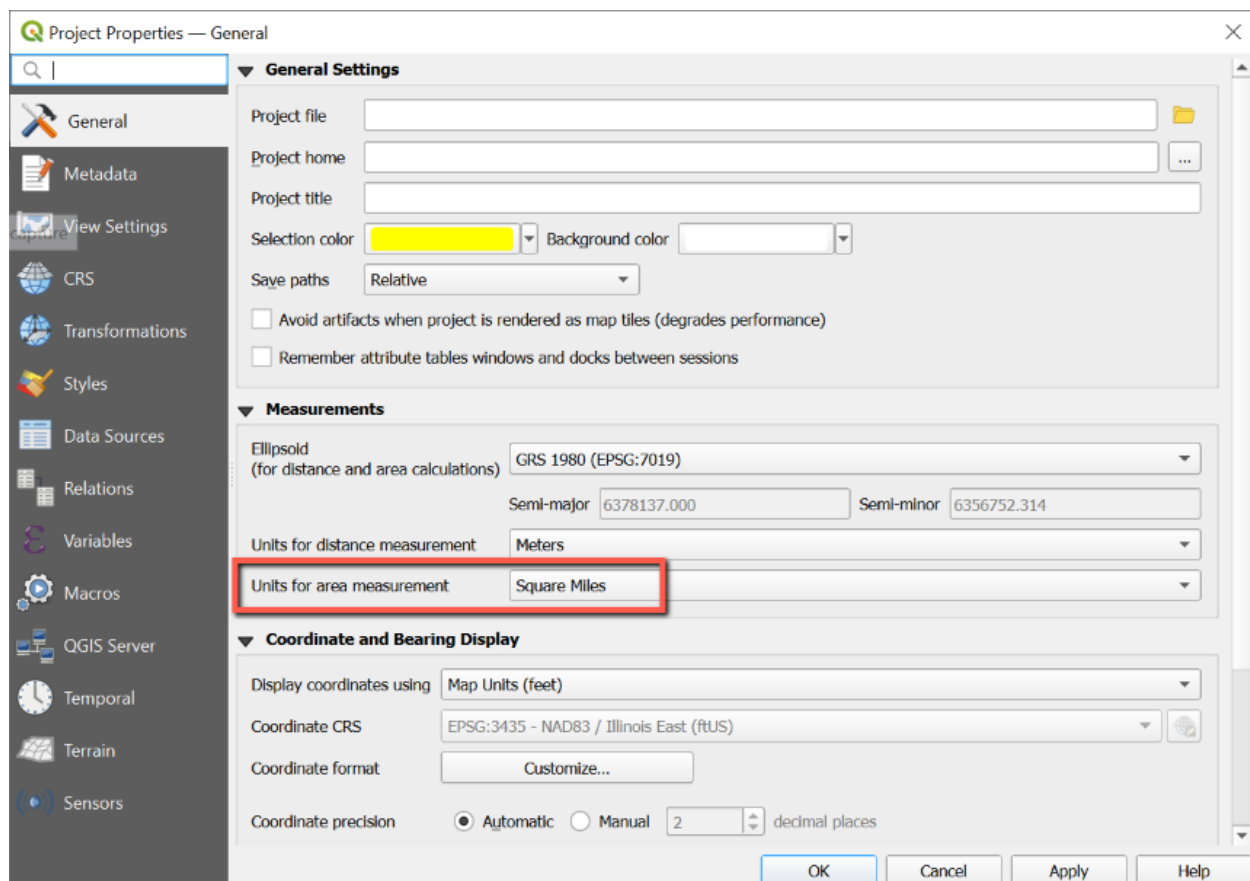 Project Properties — General
General
Metadata
View Settings
capture
CRS
Transformations
Styles
Data Sources
Relations
Variables
Macros
QGIS Server
Temporal
Terrain
Sensors
General Settings
Project file
Project home
...
Project title
Selection color
Background color
Save paths
Relative
Avoid artifacts when project is rendered as map tiles (degrades performance)
Remember attribute tables windows and docks between sessions
Measurements
Ellipsoid
(for distance and area calculations)
GRS 1980 (EPSG:7019)
Semi-major 6378137.000 Semi-minor 6356752.314
Units for distance measurement Meters
Units for area measurement Square Miles
Coordinate and Bearing Display
Display coordinates using Map Units (feet)
Coordinate CRS EPSG:3435 - NAD83 / Illinois East (ftUS)
Coordinate format Customize...
Coordinate precision Automatic Manual 2 decimal places
OK Cancel Apply Help